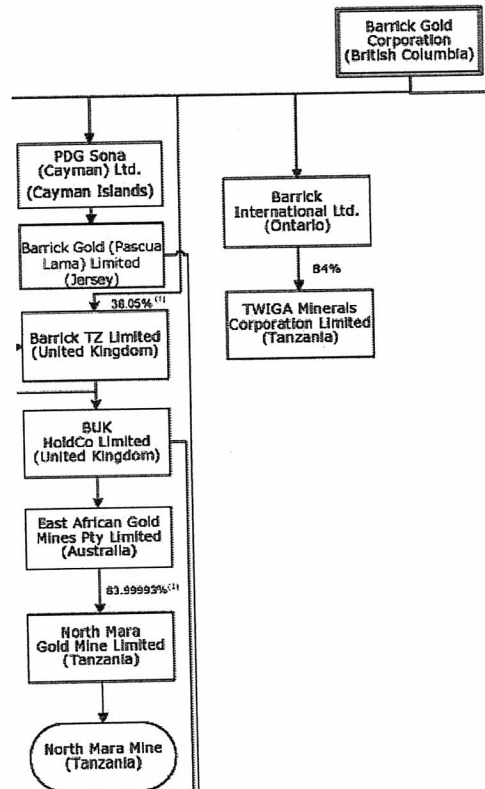 Barrick Gold
Corporation
(British Columbia)
PDG Sona
(Cayman) Ltd.
(Cayman Islands)
Barrick
International Ltd.
(Ontario)
Barrick Gold (Pascua
Lama) Limited
(Jersey)
84%
36.05% (1)
TWIGA Minerals
Corporation Limited
(Tanzania)
Barrick TZ Limited
(United Kingdom)
BUK
HoldCo Limited
(United Kingdom)
East African Gold
Mines Pty Limited
(Australia)
83.99993% (2)
North Mara
Gold Mine Limited
(Tanzania)
North Mara Mine
(Tanzania)